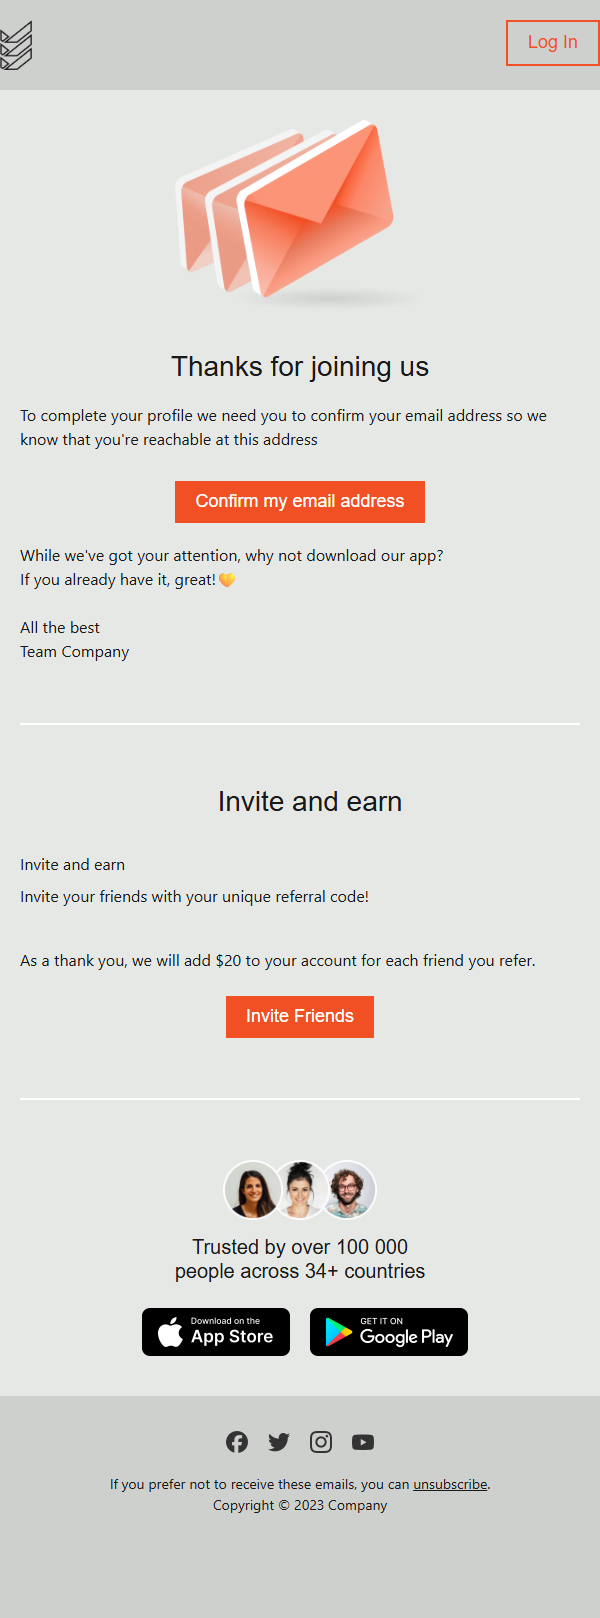 Log In
Thanks for joining us
To complete your profile we need you to confirm your email address so we
know that you're reachable at this address
Confirm my email address
While we've got your attention, why not download our app?
If you already have it, great!🧡
All the best
Team Company
Invite and earn
Invite and earn
Invite your friends with your unique referral code!
As a thank you, we will add $20 to your account for each friend you refer.
Invite Friends
Trusted by over 100 000
people across 34+ countries
Download on the
App Store
GET IT ON
Google Play
If you prefer not to receive these emails, you can unsubscribe.
Copyright © 2023 Company